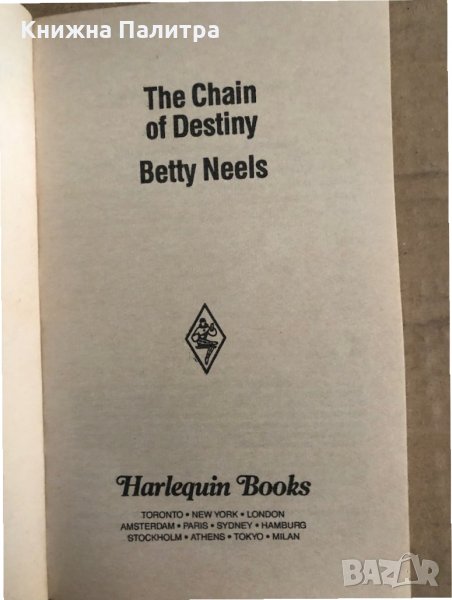 Книжна Палитра
The Chain
of Destiny
Betty Neels
Harlequin Books
TORONTO • NEW YORK • LONDON
AMSTERDAM • PARIS • SYDNEY • HAMBURG
STOCKHOLM • ATHENS • TOKYO • MILAN
BAZAR